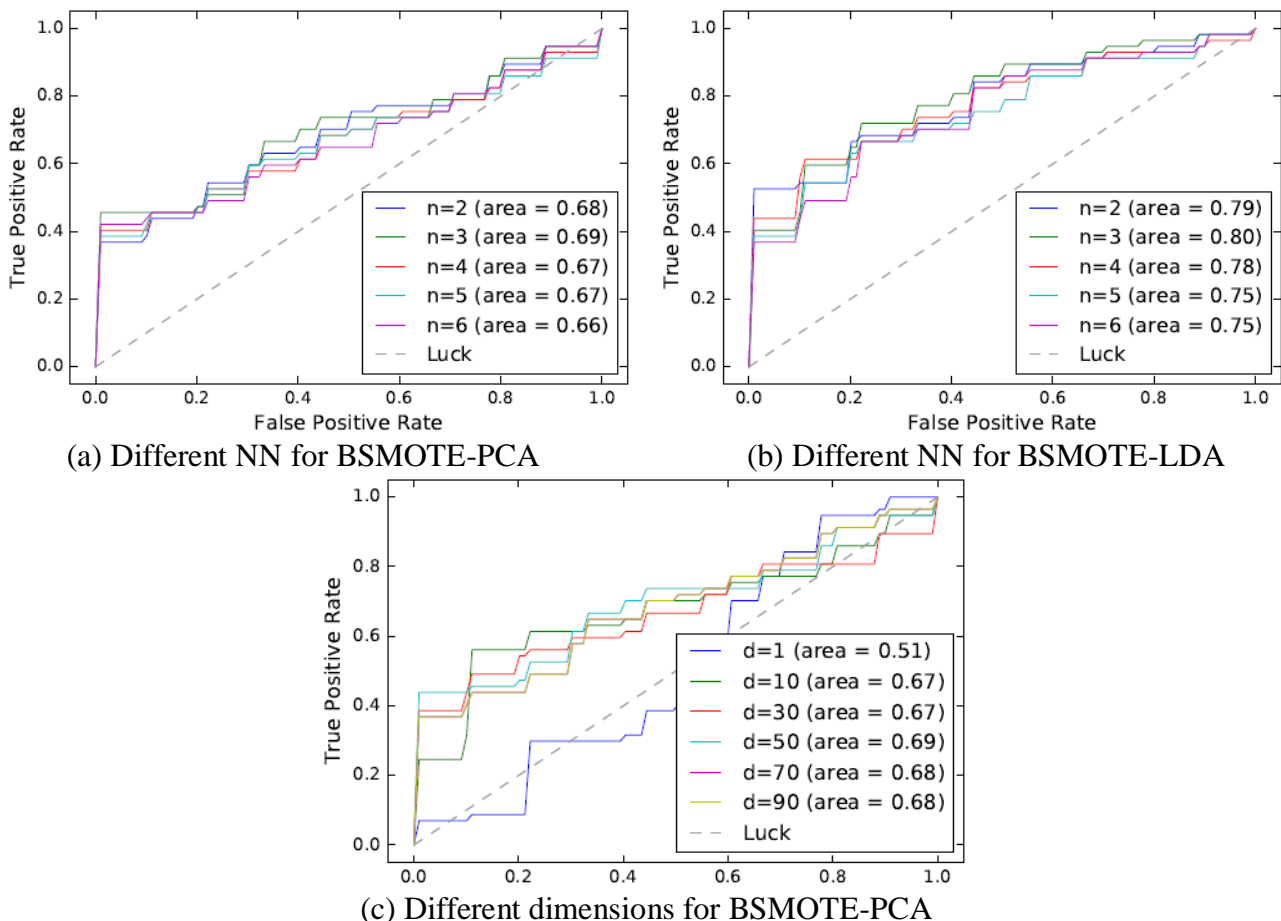 1.0
0.8
0.6
0.4
0.2
0.0
True Positive Rate
n=2 (area = 0.68)
n=3 (area = 0.69)
n=4 (area = 0.67)
n=5 (area = 0.67)
n=6 (area = 0.66)
Luck
0.0 0.2 0.4 0.6 0.8 1.0
False Positive Rate
(a) Different NN for BSMOTE-PCA
1.0
0.8
0.6
0.4
0.2
0.0
True Positive Rate
n=2 (area = 0.79)
n=3 (area = 0.80)
n=4 (area = 0.78)
n=5 (area = 0.75)
n=6 (area = 0.75)
Luck
0.0 0.2 0.4 0.6 0.8 1.0
False Positive Rate
(b) Different NN for BSMOTE-LDA
1.0
0.8
0.6
0.4
0.2
0.0
True Positive Rate
d=1 (area = 0.51)
d=10 (area = 0.67)
d=30 (area = 0.67)
d=50 (area = 0.69)
d=70 (area = 0.68)
d=90 (area = 0.68)
Luck
0.0 0.2 0.4 0.6 0.8 1.0
(c) Different dimensions for BSMOTE-PCA